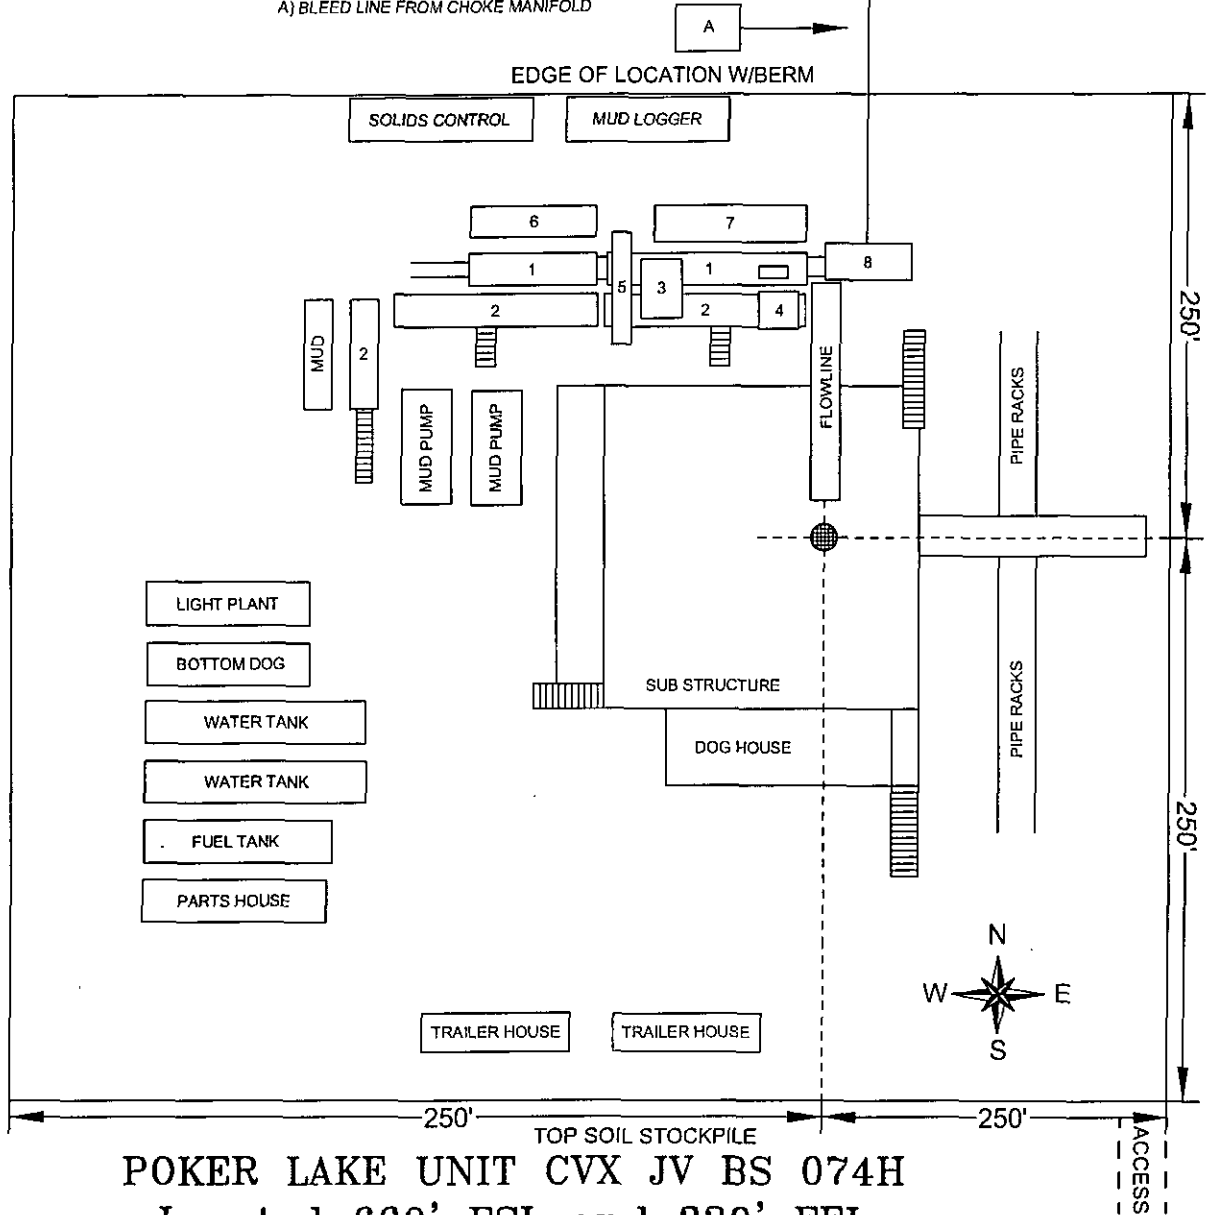 A) BLEED LINE FROM CHOKE MANIFOLD
A
EDGE OF LOCATION W/BERM
SOLIDS CONTROL
MUD LOGGER
6
7
1
5
3
1
8
2
2
4
MUD
2
FLOWLINE
250'
MUD PUMP
MUD PUMP
PIPE RACKS
LIGHT PLANT
BOTTOM DOG
WATER TANK
WATER TANK
FUEL TANK
PARTS HOUSE
SUB STRUCTURE
DOG HOUSE
PIPE RACKS
250'
N
W E
S
TRAILER HOUSE
TRAILER HOUSE
250'
250'
TOP SOIL STOCKPILE
ACCESS
POKER LAKE UNIT CVX JV BS 074H